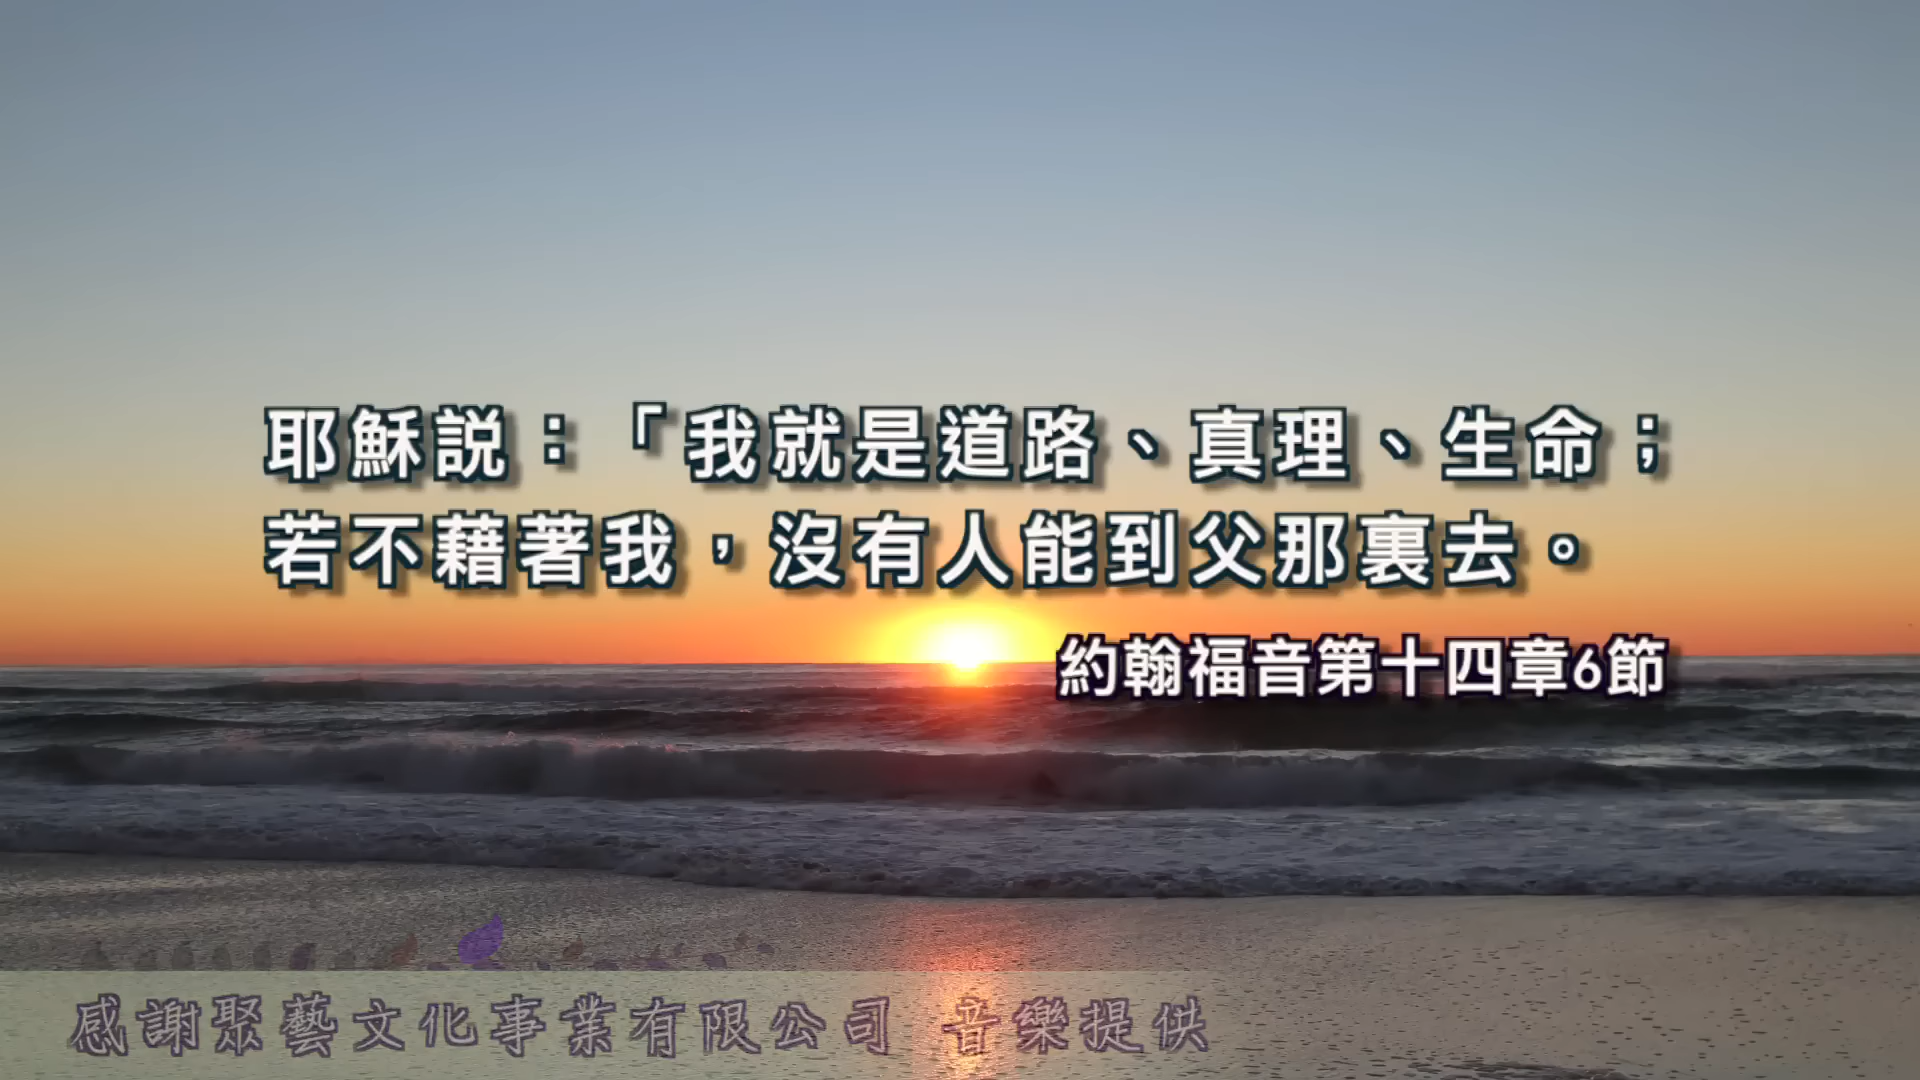 耶穌説：「我就是道路、真理、生命；
若不藉著我，沒有人能到父那裏去。
約翰福音第十四章6節
感謝聚藝文化事業有限公司 音樂提供